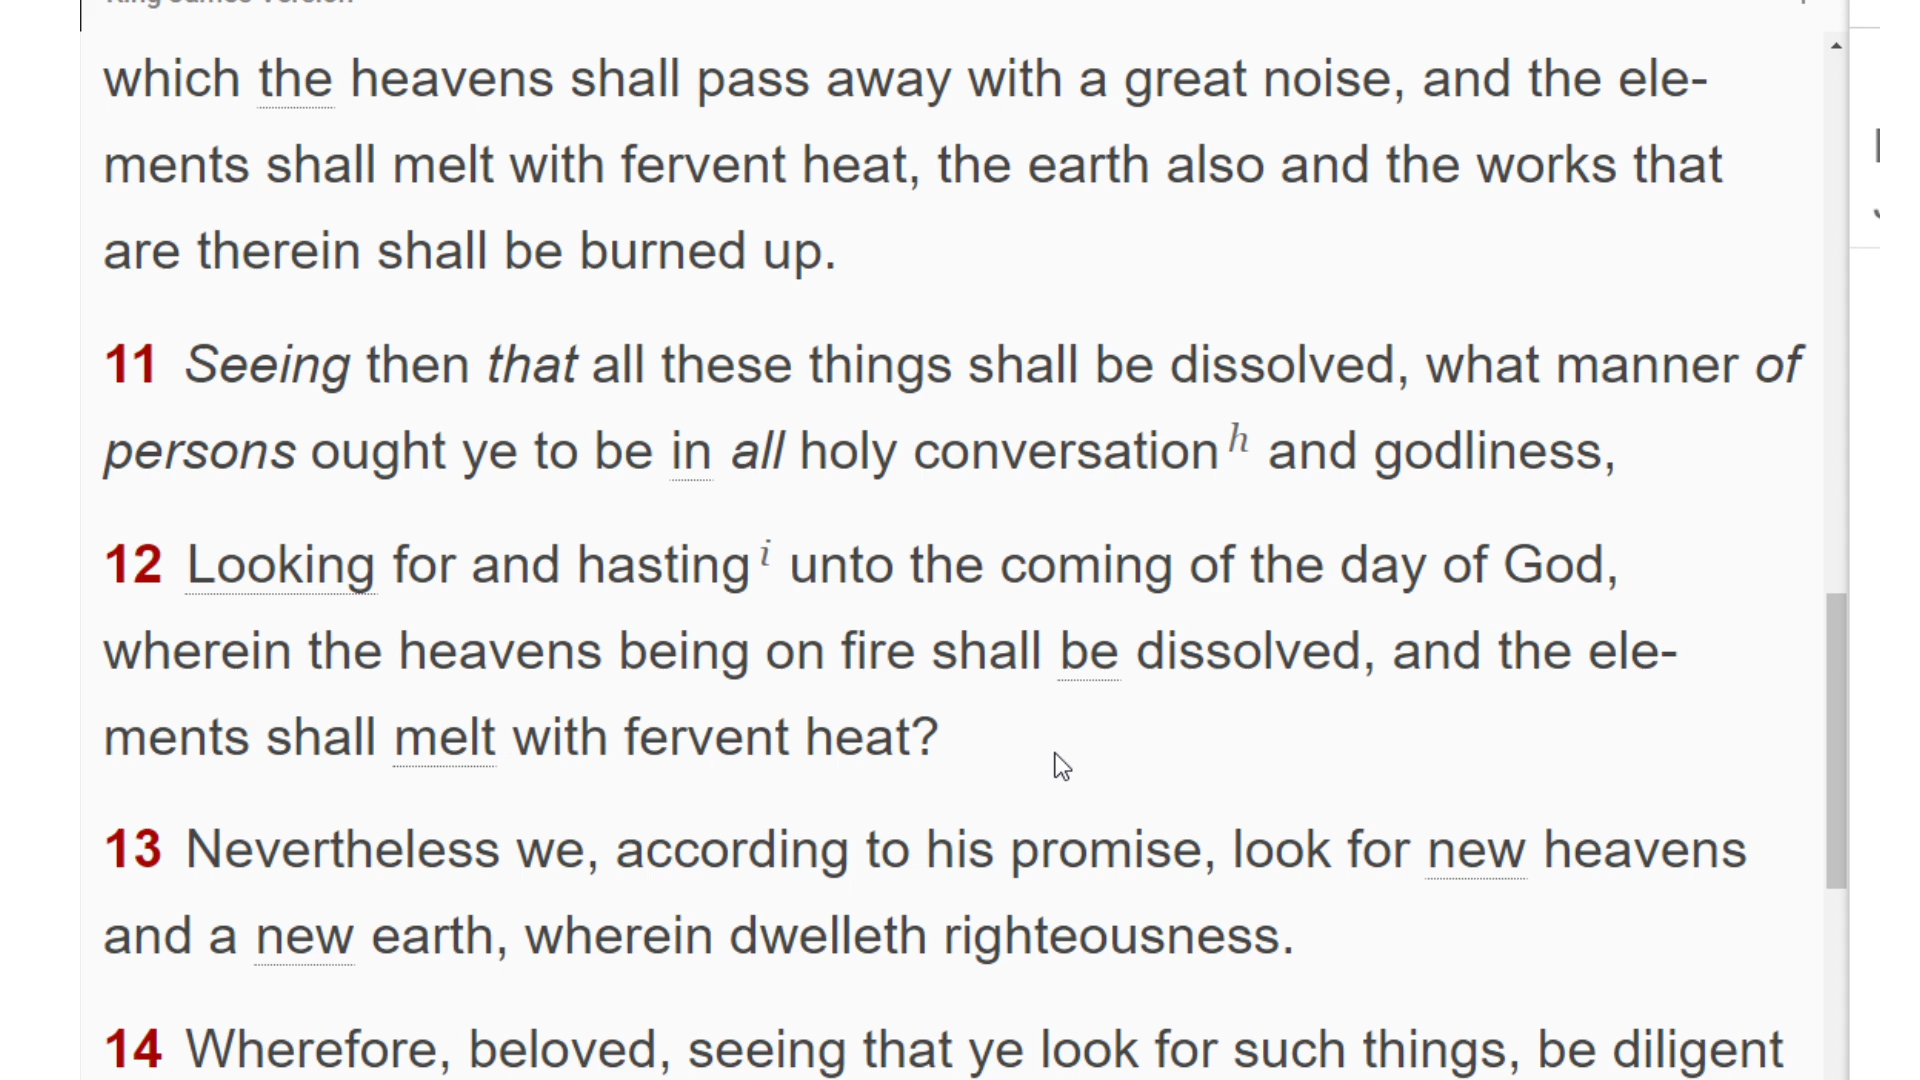 which the heavens shall pass away with a great noise, and the ele-
ments shall melt with fervent heat, the earth also and the works that
are therein shall be burned up.
11 Seeing then that all these things shall be dissolved, what manner of
persons ought ye to be in all holy conversation h and godliness,
12 Looking for and hasting i unto the coming of the day of God,
wherein the heavens being on fire shall be dissolved, and the ele-
ments shall melt with fervent heat?
13 Nevertheless we, according to his promise, look for new heavens
and a new earth, wherein dwelleth righteousness.
14 Wherefore, beloved, seeing that ye look for such things, be diligent